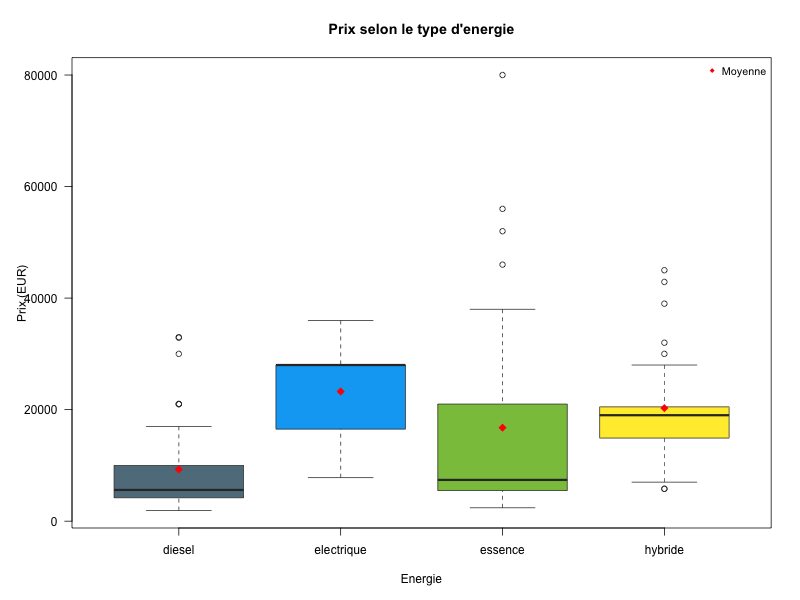 Prix selon le type d'energie
Moyenne
80000
60000
40000
20000
0
Prix (EUR)
diesel electrique essence hybride
Energie